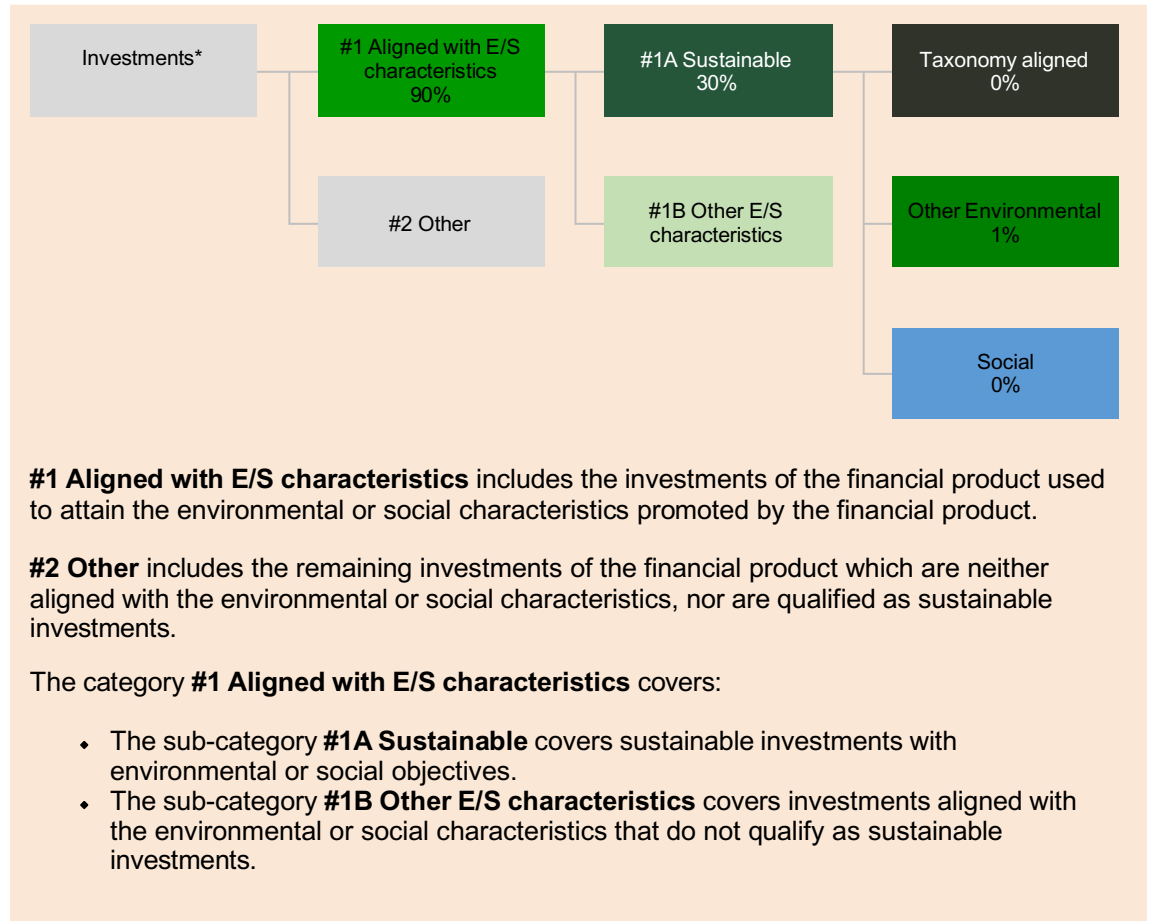 Investments*
#1 Aligned with E/S
characteristics
90%
#1A Sustainable
30%
Taxonomy aligned
0%
#2 Other
#1B Other E/S
characteristics
Other Environmental
1%
Social
0%
#1 Aligned with E/S characteristics includes the investments of the financial product used
to attain the environmental or social characteristics promoted by the financial product.
#2 Other includes the remaining investments of the financial product which are neither
aligned with the environmental or social characteristics, nor are qualified as sustainable
investments.
The category #1 Aligned with E/S characteristics covers:
• The sub-category #1A Sustainable covers sustainable investments with
environmental or social objectives.
• The sub-category #1B Other E/S characteristics covers investments aligned with
the environmental or social characteristics that do not qualify as sustainable
investments.